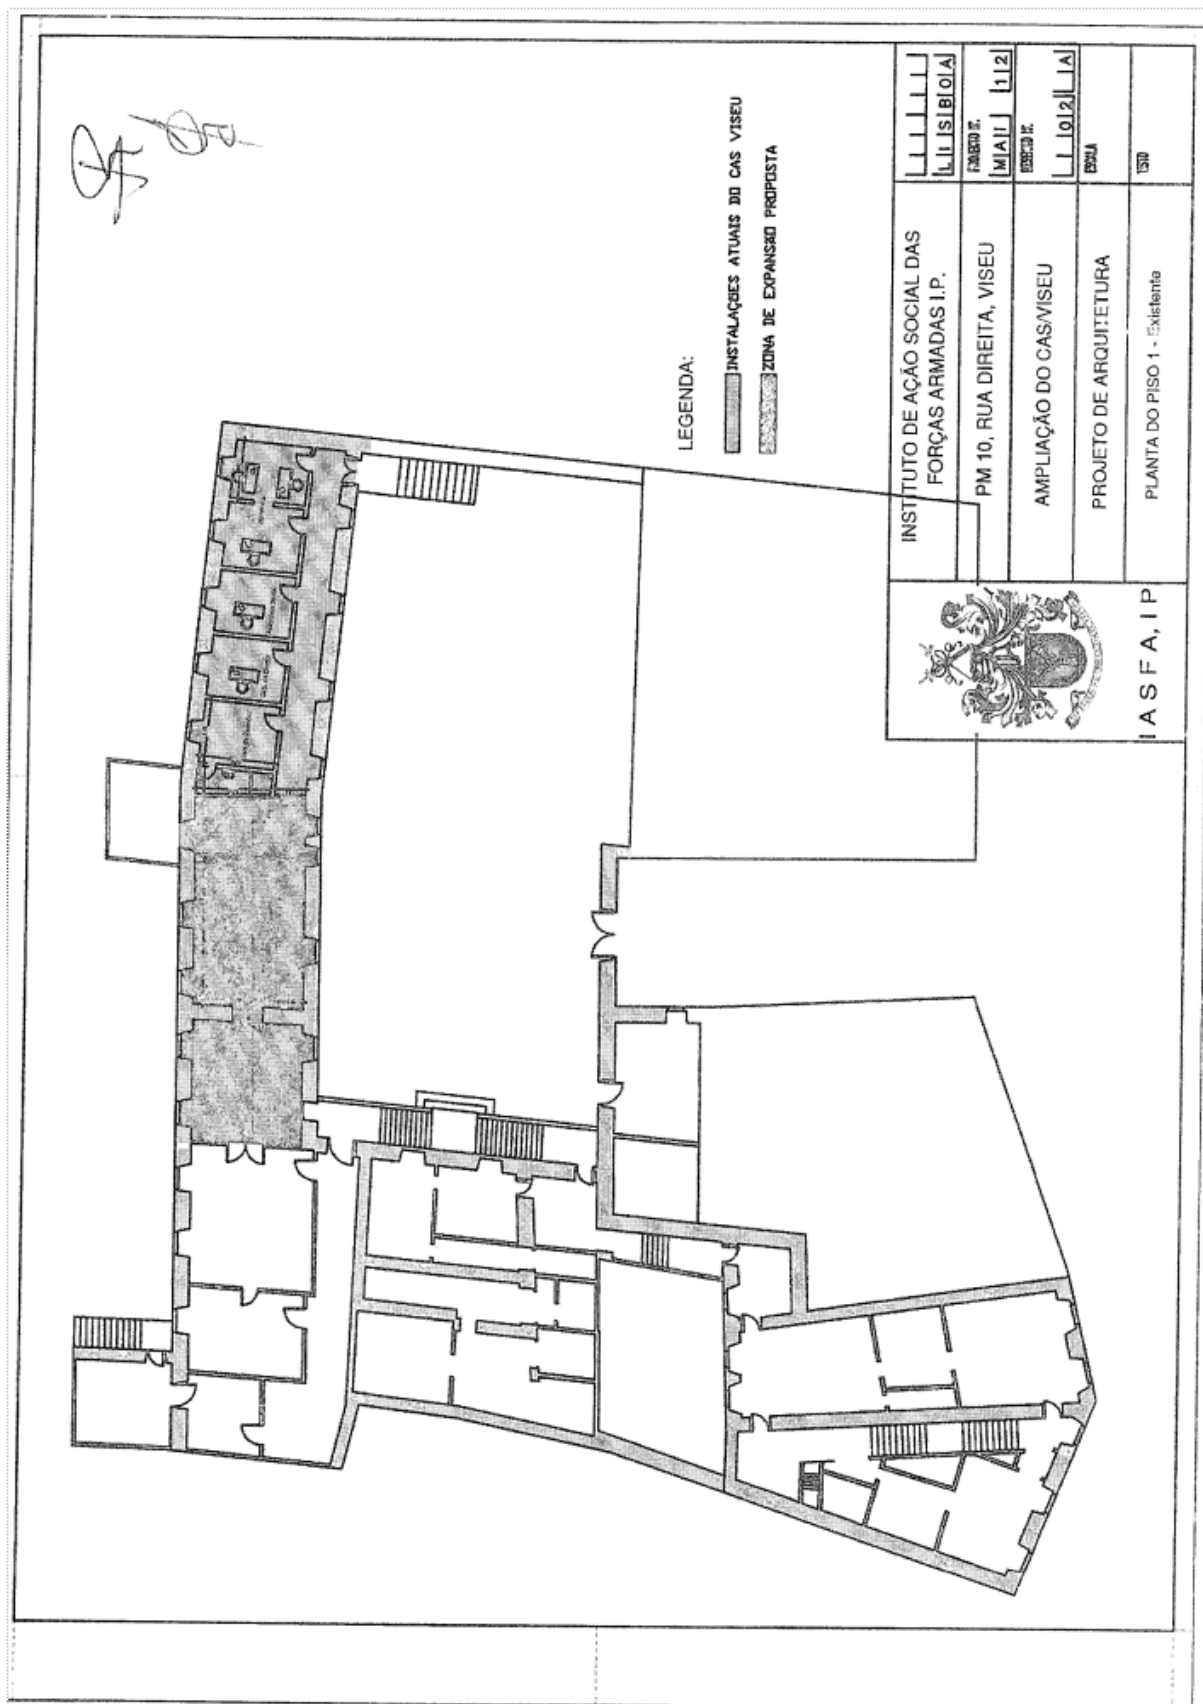 LEGENDA:
INSTALAÇÕES ATUAIS DO CAS VISEU
ZONA DE EXPANSÃO PROPOSTA
INSTITUTO DE AÇÃO SOCIAL DAS
FORÇAS ARMADAS I.P.
LISBOA
PM 10, RUA DIREITA, VISEU
MAI 12
AMPLIAÇÃO DO CAS/VISEU
02 A
PROJETO DE ARQUITETURA
ESCALA
PLANTA DO PISO 1 - Existente
I A S F A, I P